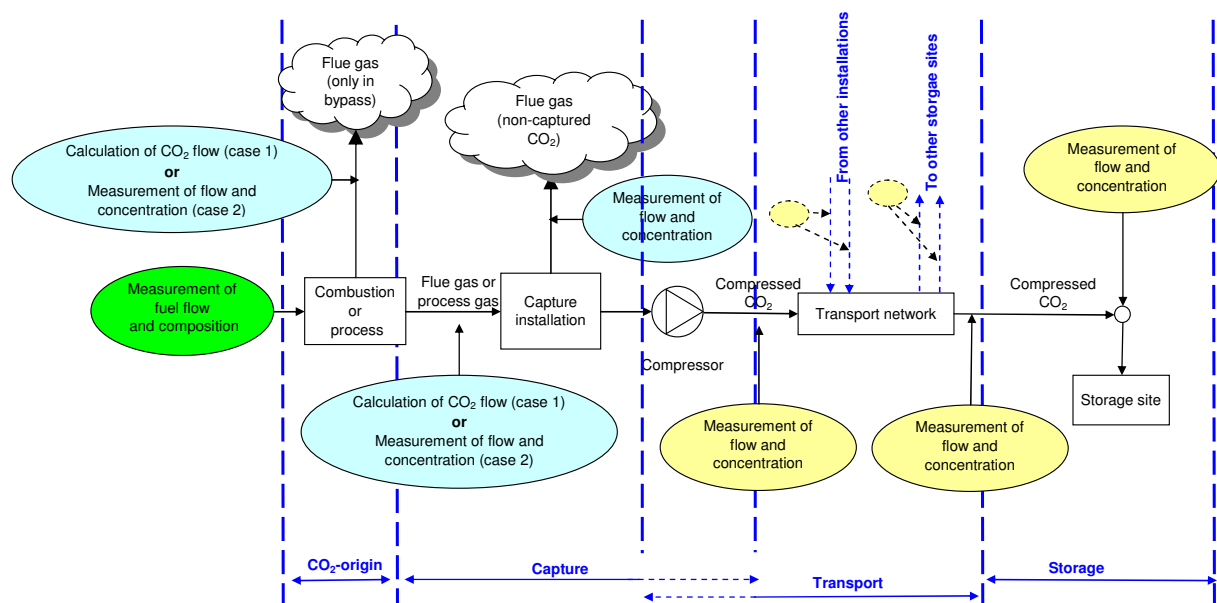 Flue gas
(only in
bypass)
Flue gas
(non-captured
CO₂)
From other installations
To other storgae sites
Calculation of CO₂ flow (case 1)
or
Measurement of flow and
concentration (case 2)
Measurement of
flow and
concentration
Measurement of
flow and
concentration
Measurement of
fuel flow
and composition
Combustion
or
process
Flue gas or
process gas
Capture
installation
Compressor
Compressed
CO₂
Transport network
Compressed
CO₂
Storage site
Calculation of CO₂ flow (case 1)
or
Measurement of flow and
concentration (case 2)
Measurement of
flow and
concentration
Measurement of
flow and
concentration
CO₂-origin
Capture
Transport
Storage